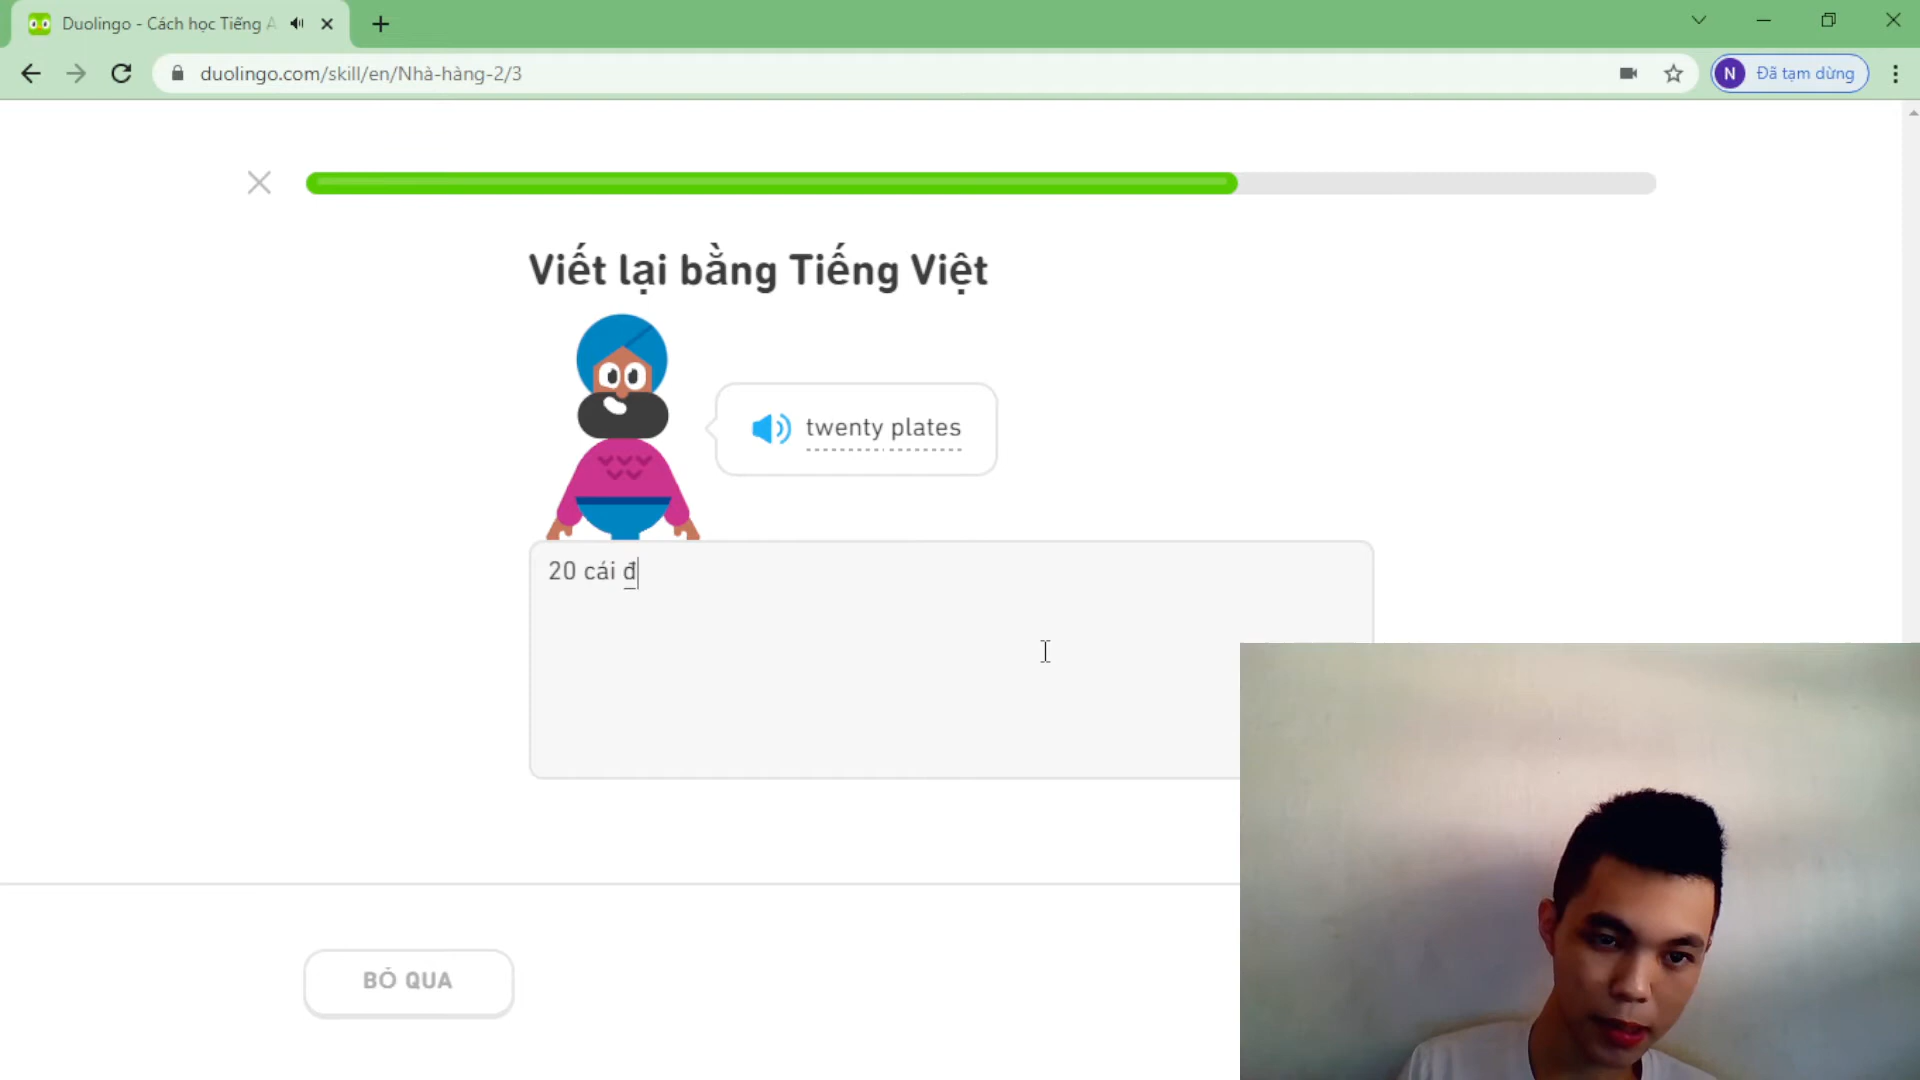 Duolingo - Cách học Tiếng A
duolingo.com/skill/en/Nhà-hàng-2/3
N Đã tạm dừng
Viết lại bằng Tiếng Việt
twenty plates
20 cái đ
BỎ QUA